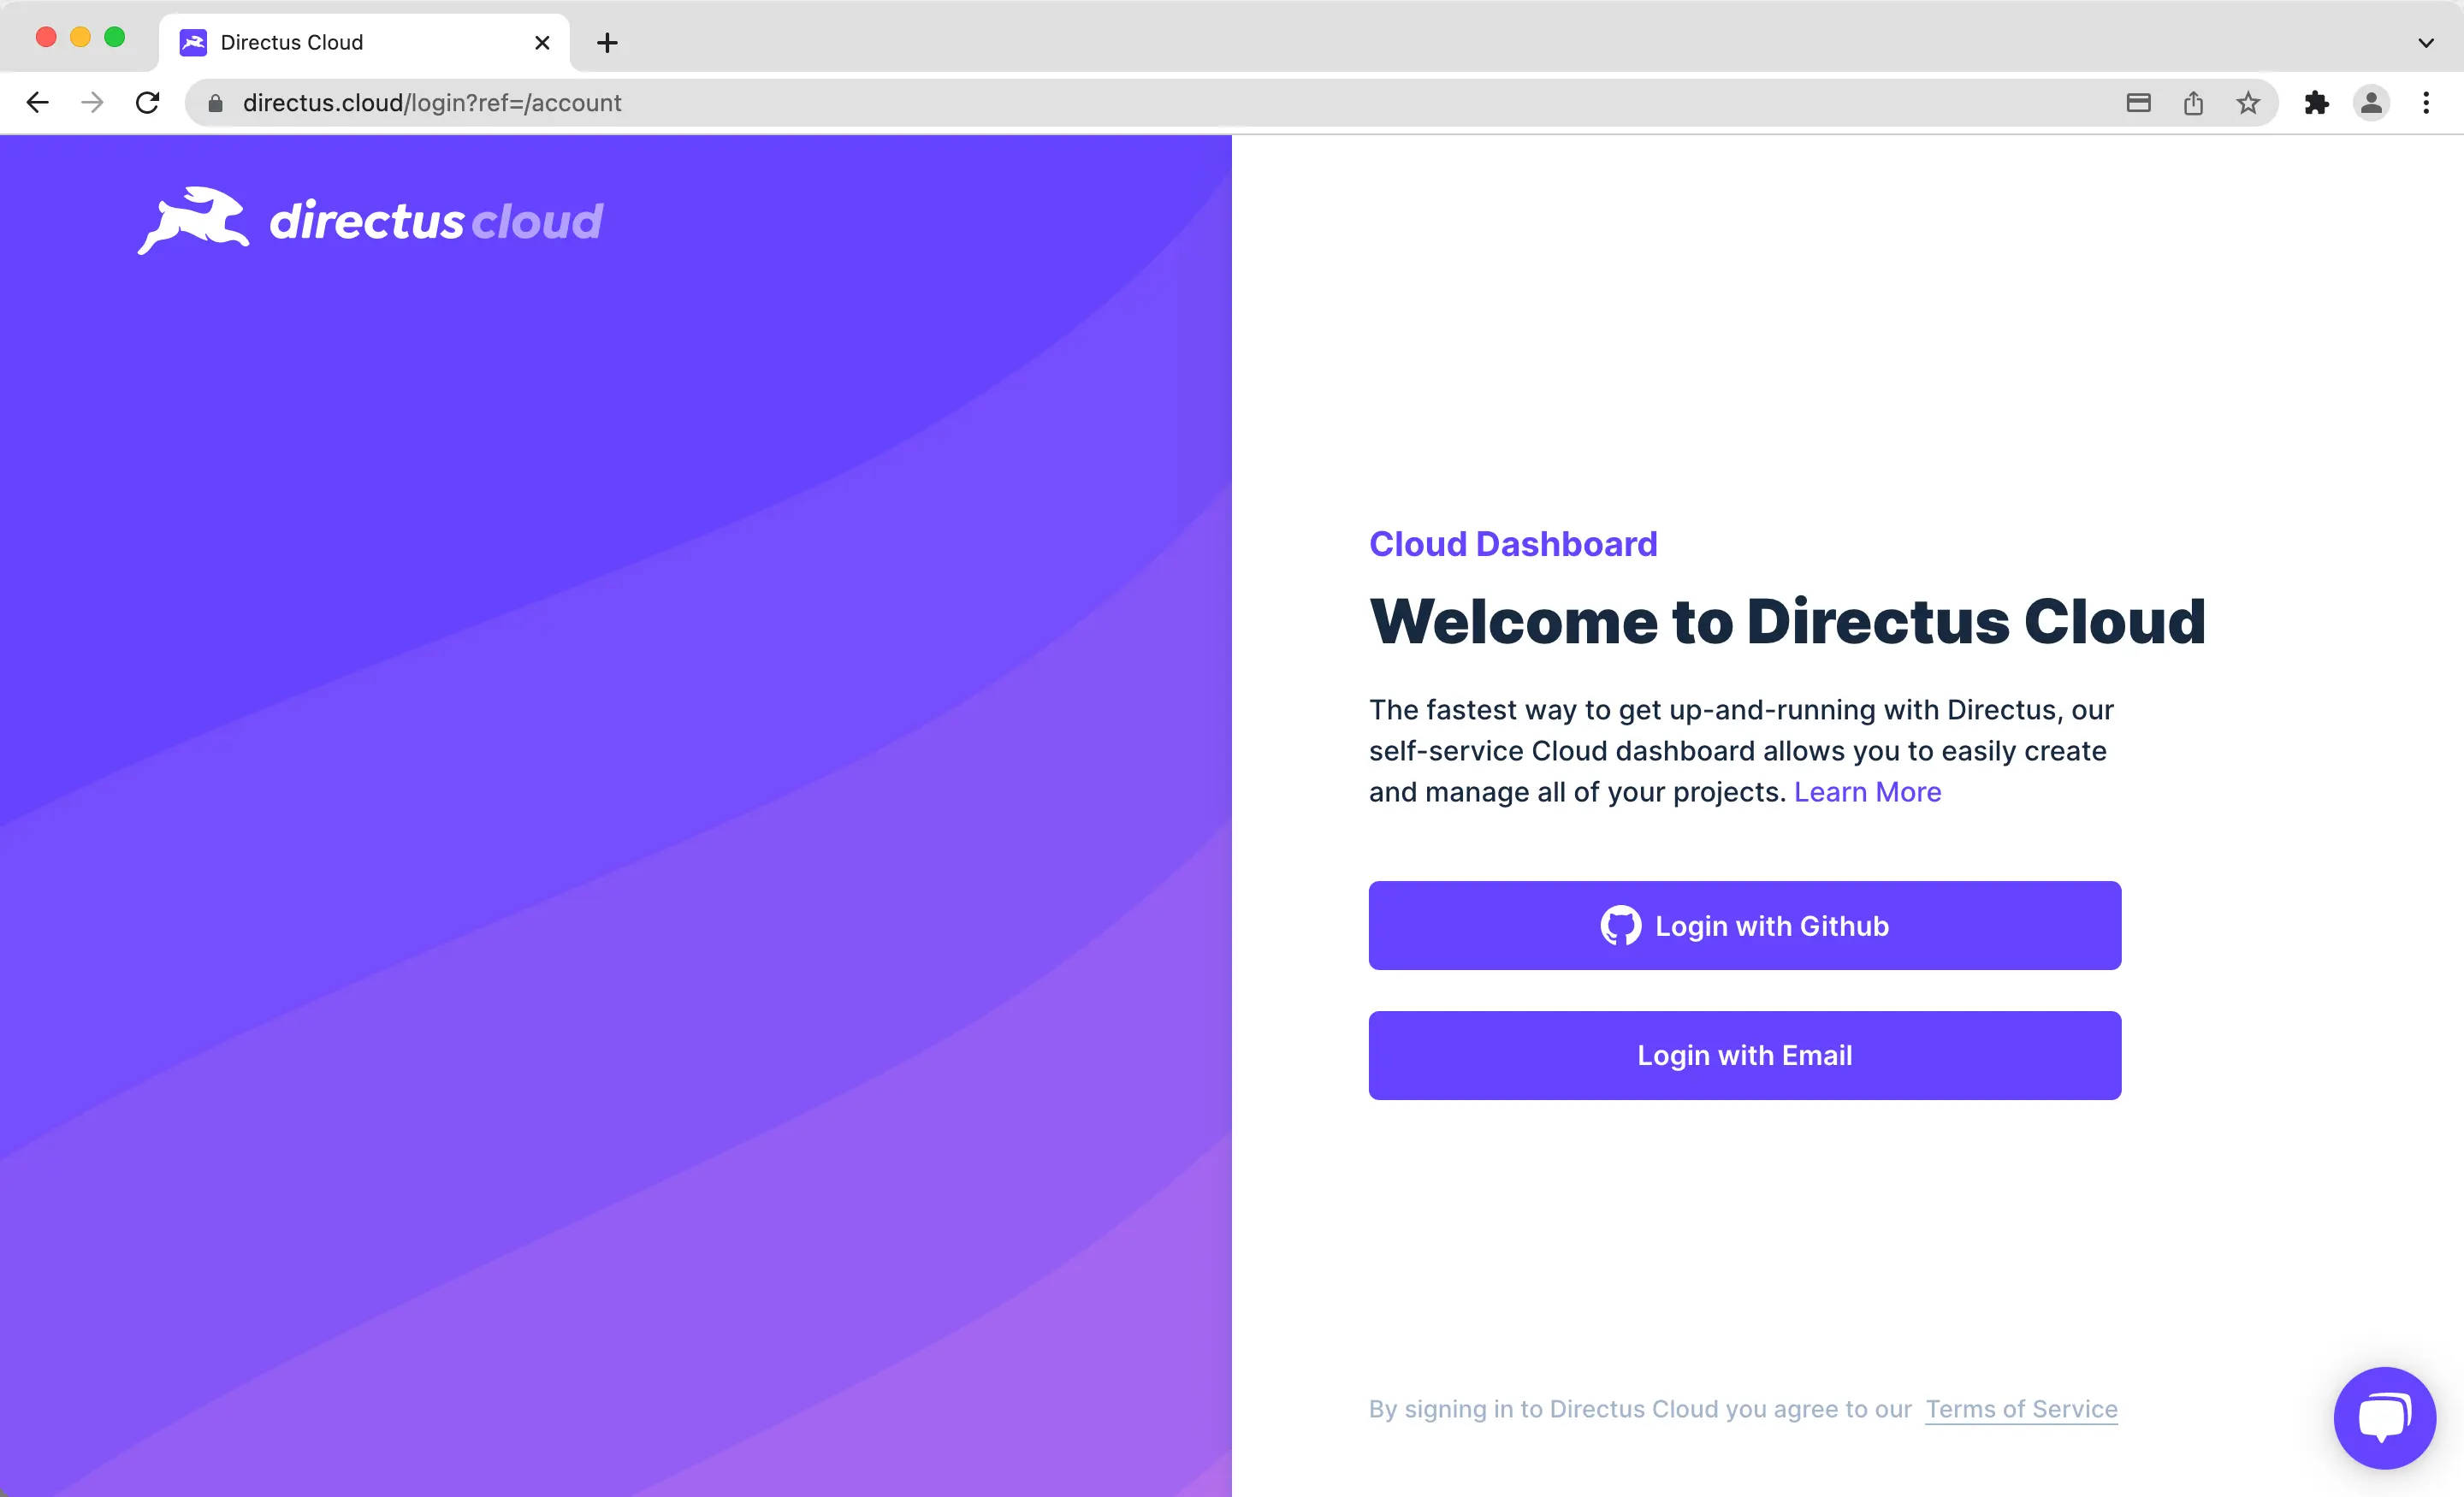 Directus Cloud
directus.cloud/login?ref=/account
directus cloud
Cloud Dashboard
Welcome to Directus Cloud
The fastest way to get up-and-running with Directus, our
self-service Cloud dashboard allows you to easily create
and manage all of your projects. Learn More
Login with Github
Login with Email
By signing in to Directus Cloud you agree to our Terms of Service